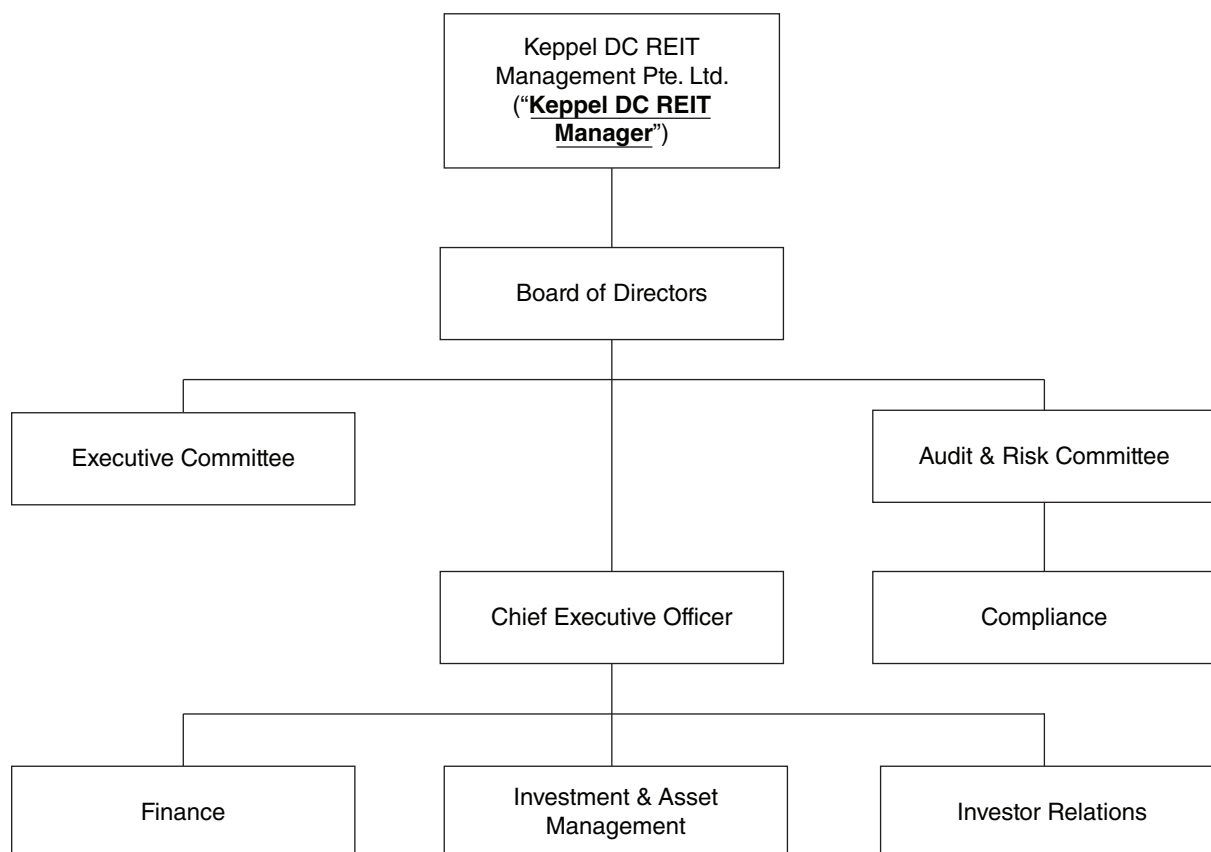 Keppel DC REIT
Management Pte. Ltd.
(“Keppel DC REIT
Manager”)
Board of Directors
Executive Committee
Audit & Risk Committee
Chief Executive Officer
Compliance
Finance
Investment & Asset
Management
Investor Relations